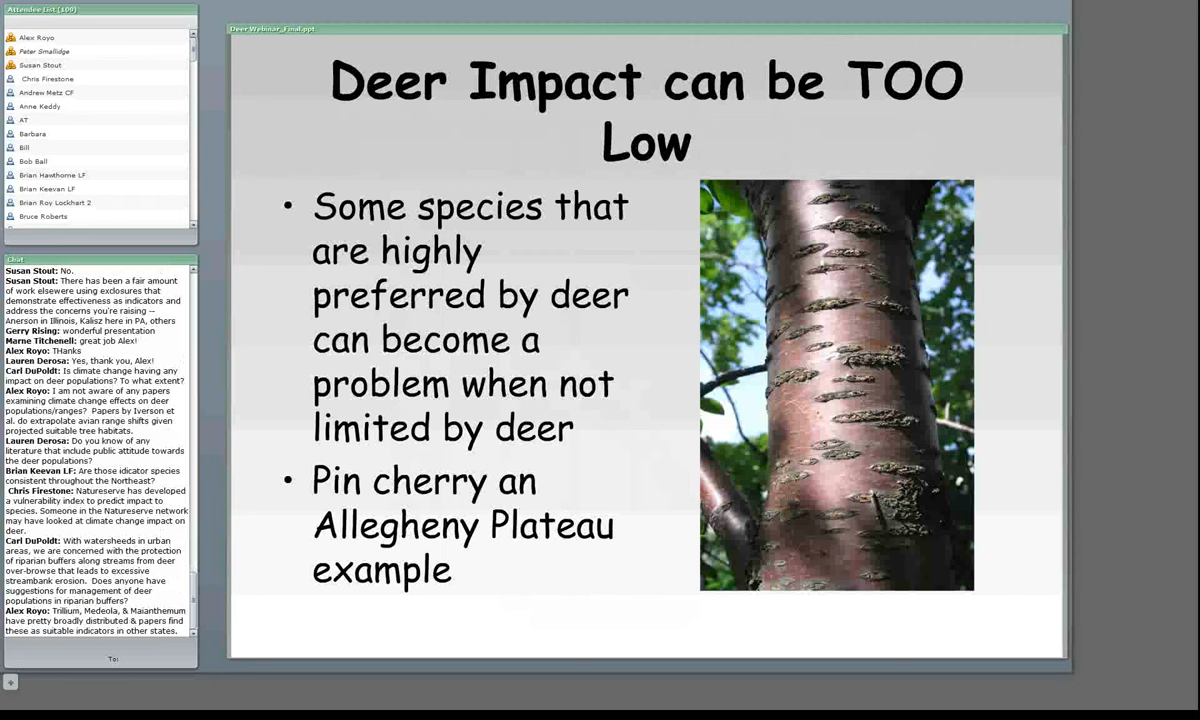 Attendee List (109)
Alex Royo
Peter Smallidge
Susan Stout
Chris Firestone
Andrew Metz CF
Anne Keddy
AT
Barbara
Bill
Bob Ball
Brian Hawthorne LF
Brian Keevan LF
Brian Roy Lockhart 2
Bruce Roberts
Chat
Susan Stout: No.
Susan Stout: There has been a fair amount
of work elsewere using exclosures that
demonstrate effectiveness as indicators and
address the concerns you're raising --
Anerson in Illinois, Kalisz here in PA, others
Gerry Rising: wonderful presentation
Marne Titchenell: great job Alex!
Alex Royo: THanks
Lauren Derosa: Yes, thank you, Alex!
Carl DuPoldt: Is climate change having any
impact on deer populations? To what extent?
Alex Royo: I am not aware of any papers
examining climate change effects on deer
populations/ranges? Papers by Iverson et
al. do extrapolate avian range shifts given
projected suitable tree habitats.
Lauren Derosa: Do you know of any
literature that include public attitude towards
the deer populations?
Brian Keevan LF: Are those idicator species
consistent throughout the Northeast?
Chris Firestone: Natureserve has developed
a vulnerability index to predict impact to
species. Someone in the Natureserve network
may have looked at climate change impact on
deer.
Carl DuPoldt: With watersheeds in urban
areas, we are concerned with the protection
of riparian buffers along streams from deer
over-browse that leads to excessive
streambank erosion. Does anyone have
suggestions for management of deer
populations in riparian buffers?
Alex Royo: Trillium, Medeola, & Maianthemum
have pretty broadly distributed & papers find
these as suitable indicators in other states.
To:
Deer Webinar_Final.ppt
Deer Impact can be TOO
Low
• Some species that
are highly
preferred by deer
can become a
problem when not
limited by deer
• Pin cherry an
Allegheny Plateau
example